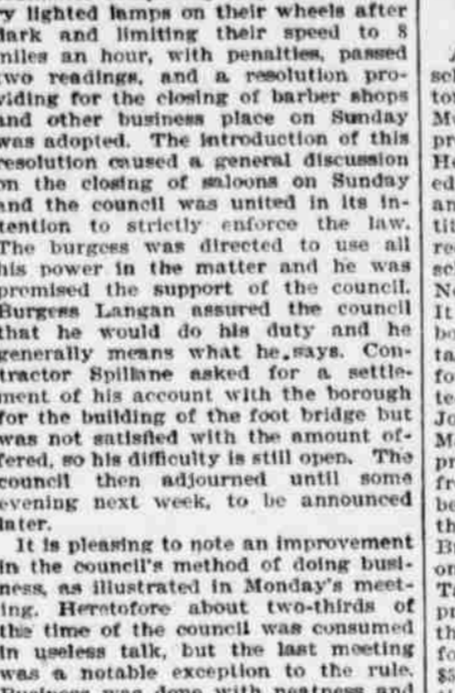 ry lighted lamps on their wheels after
dark and limiting their speed to 8
miles an hour, with penalties, passed
two readings, and a resolution pro-
viding for the closing of barber shops
and other business place on Sunday
was adopted. The introduction of this
resolution caused a general discussion
on the closing of saloons on Sunday
and the council was united in its in-
tention to strictly enforce the law.
The burgess was directed to use all
his power in the matter and he was
promised the support of the council.
Burgess Langan assured the council
that he would do his duty and he
generally means what he says. Con-
tractor Spillane asked for a settle-
ment of his account with the borough
for the building of the foot bridge but
was not satisfied with the amount of-
fered, so his difficulty is still open. The
council then adjourned until some
evening next week, to be announced
later.
It is pleasing to note an improvement
in the council's method of doing busi-
ness, as illustrated in Monday's meet-
ing. Heretofore about two-thirds of
the time of the council was consumed
in useless talk, but the last meeting
was a notable exception to the rule.
Business was done with neatness and